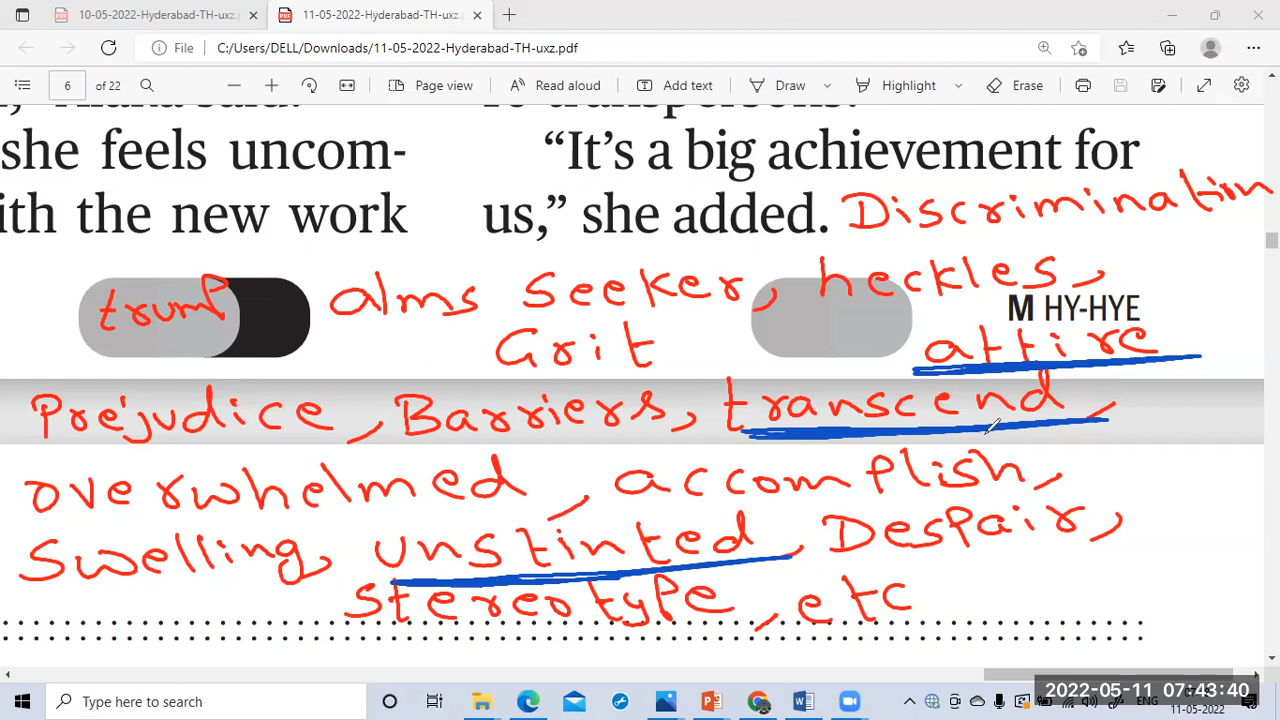 10-05-2022-Hyderabad-TH-uxz. 11-05-2022-Hyderabad-TH-uxz.
File C:/Users/DELL/Downloads/11-05-2022-Hyderabad-TH-uxz.pdf
6 of 22 Page view Read aloud Add text Draw Highlight Erase
she feels uncom-
ith the new work
"It's a big achievement for
us," she added.
Discrimination
trump alms seeker, heckles,
M HY-HYE
Grit attire
Prejudice, Barriers, transcend,
overwhelmed, accomplish,
Swelling, unstinted, Despair,
stereotype, etc
Type here to search
ENG
2022-05-11 07:43:40
11-05-2022